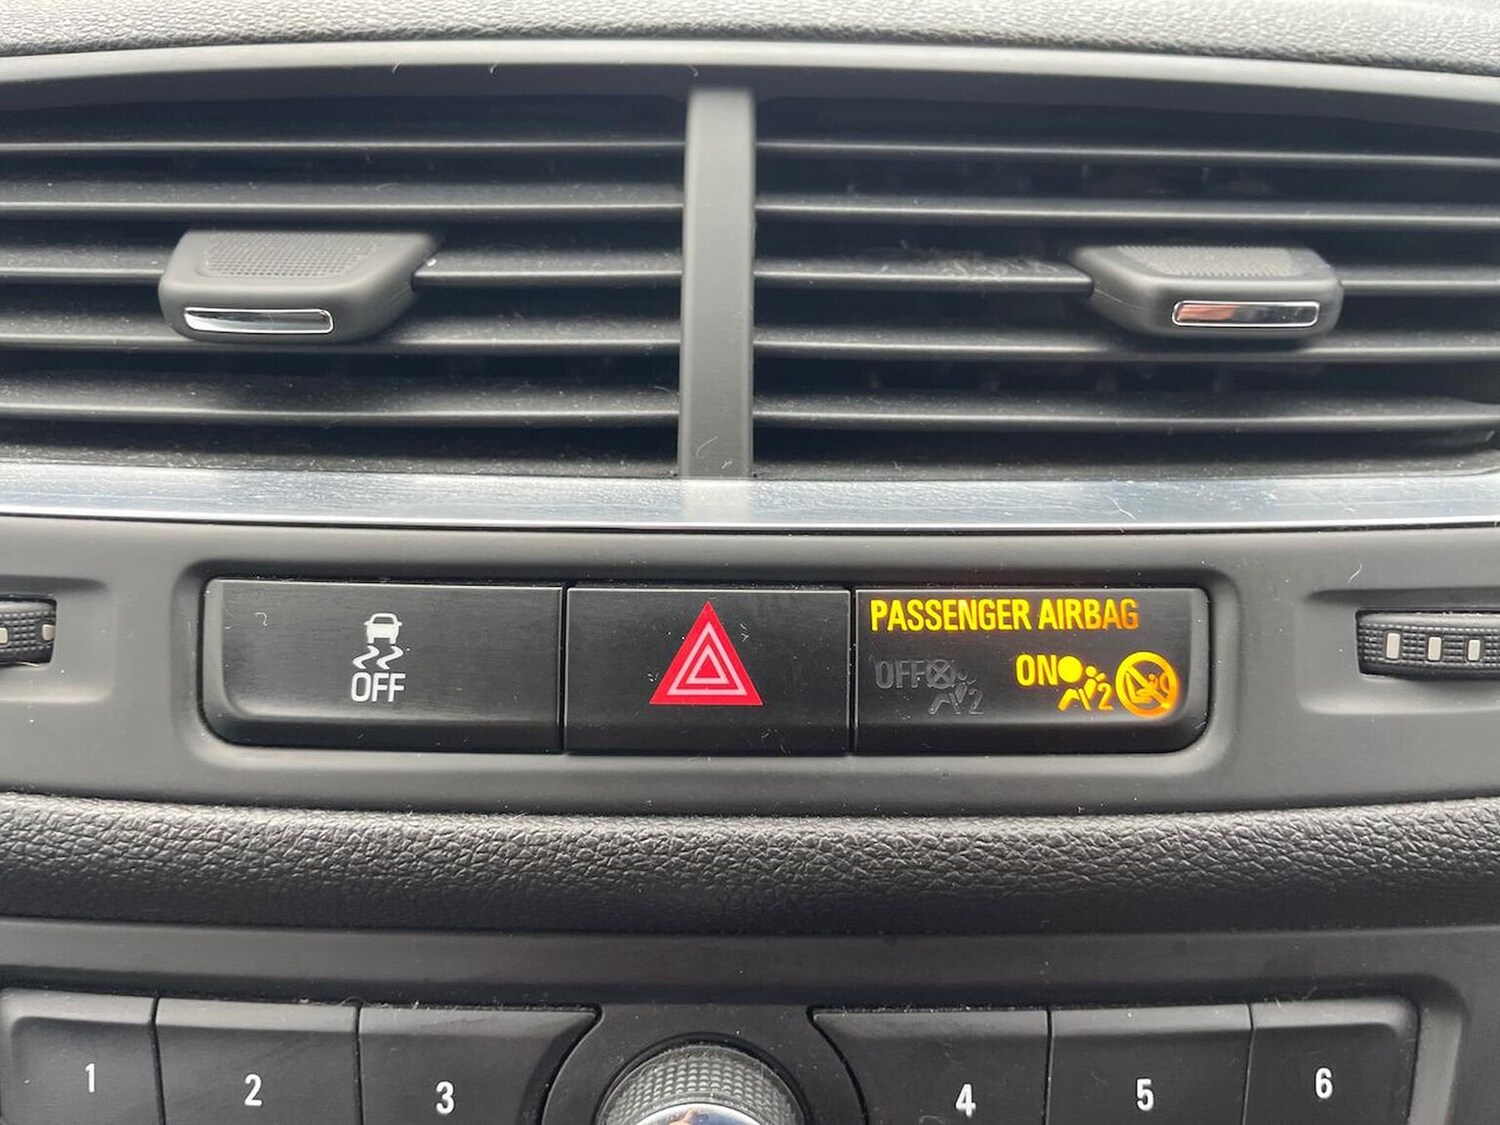 PASSENGER AIRBAG
OFF 2 ON 2
OFF
1 2 3 4 5 6